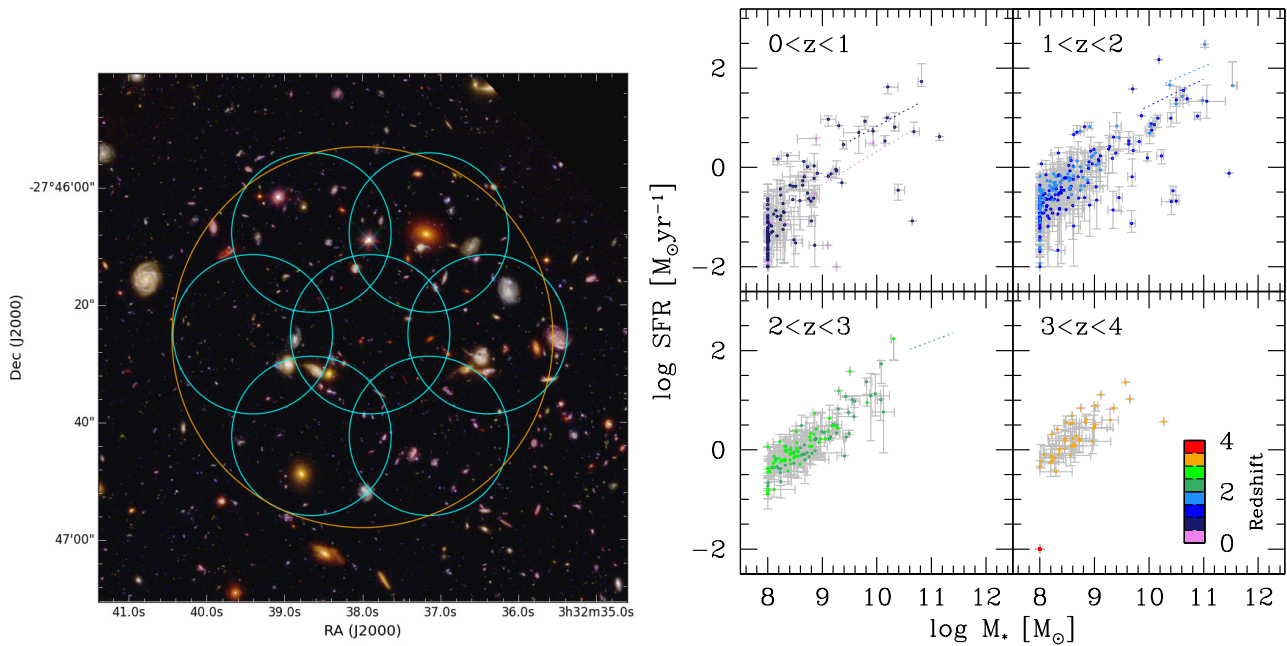 Dec (J2000)
-27°46'00"
20"
40"
47'00"
41.0s 40.0s 39.0s 38.0s 37.0s 36.0s 3h32m35.0s
RA (J2000)
log SFR [M⊙yr⁻¹]
0<z<1
1<z<2
2
0
−2
2<z<3
3<z<4
2
0
−2
4
2
0
Redshift
8 9 10 11 12
8 9 10 11 12
log M* [M⊙]